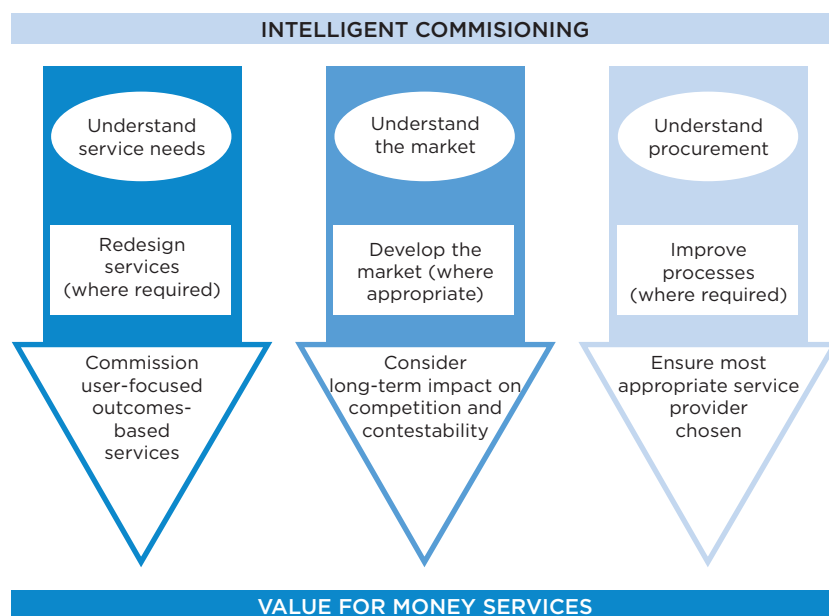 INTELLIGENT COMMISIONING
Understand
service needs
Redesign
services
(where required)
Commission
user-focused
outcomes-
based
services
Understand
the market
Develop the
market (where
appropriate)
Consider
long-term impact on
competition and
contestability
Understand
procurement
Improve
processes
(where required)
Ensure most
appropriate service
provider
chosen
VALUE FOR MONEY SERVICES